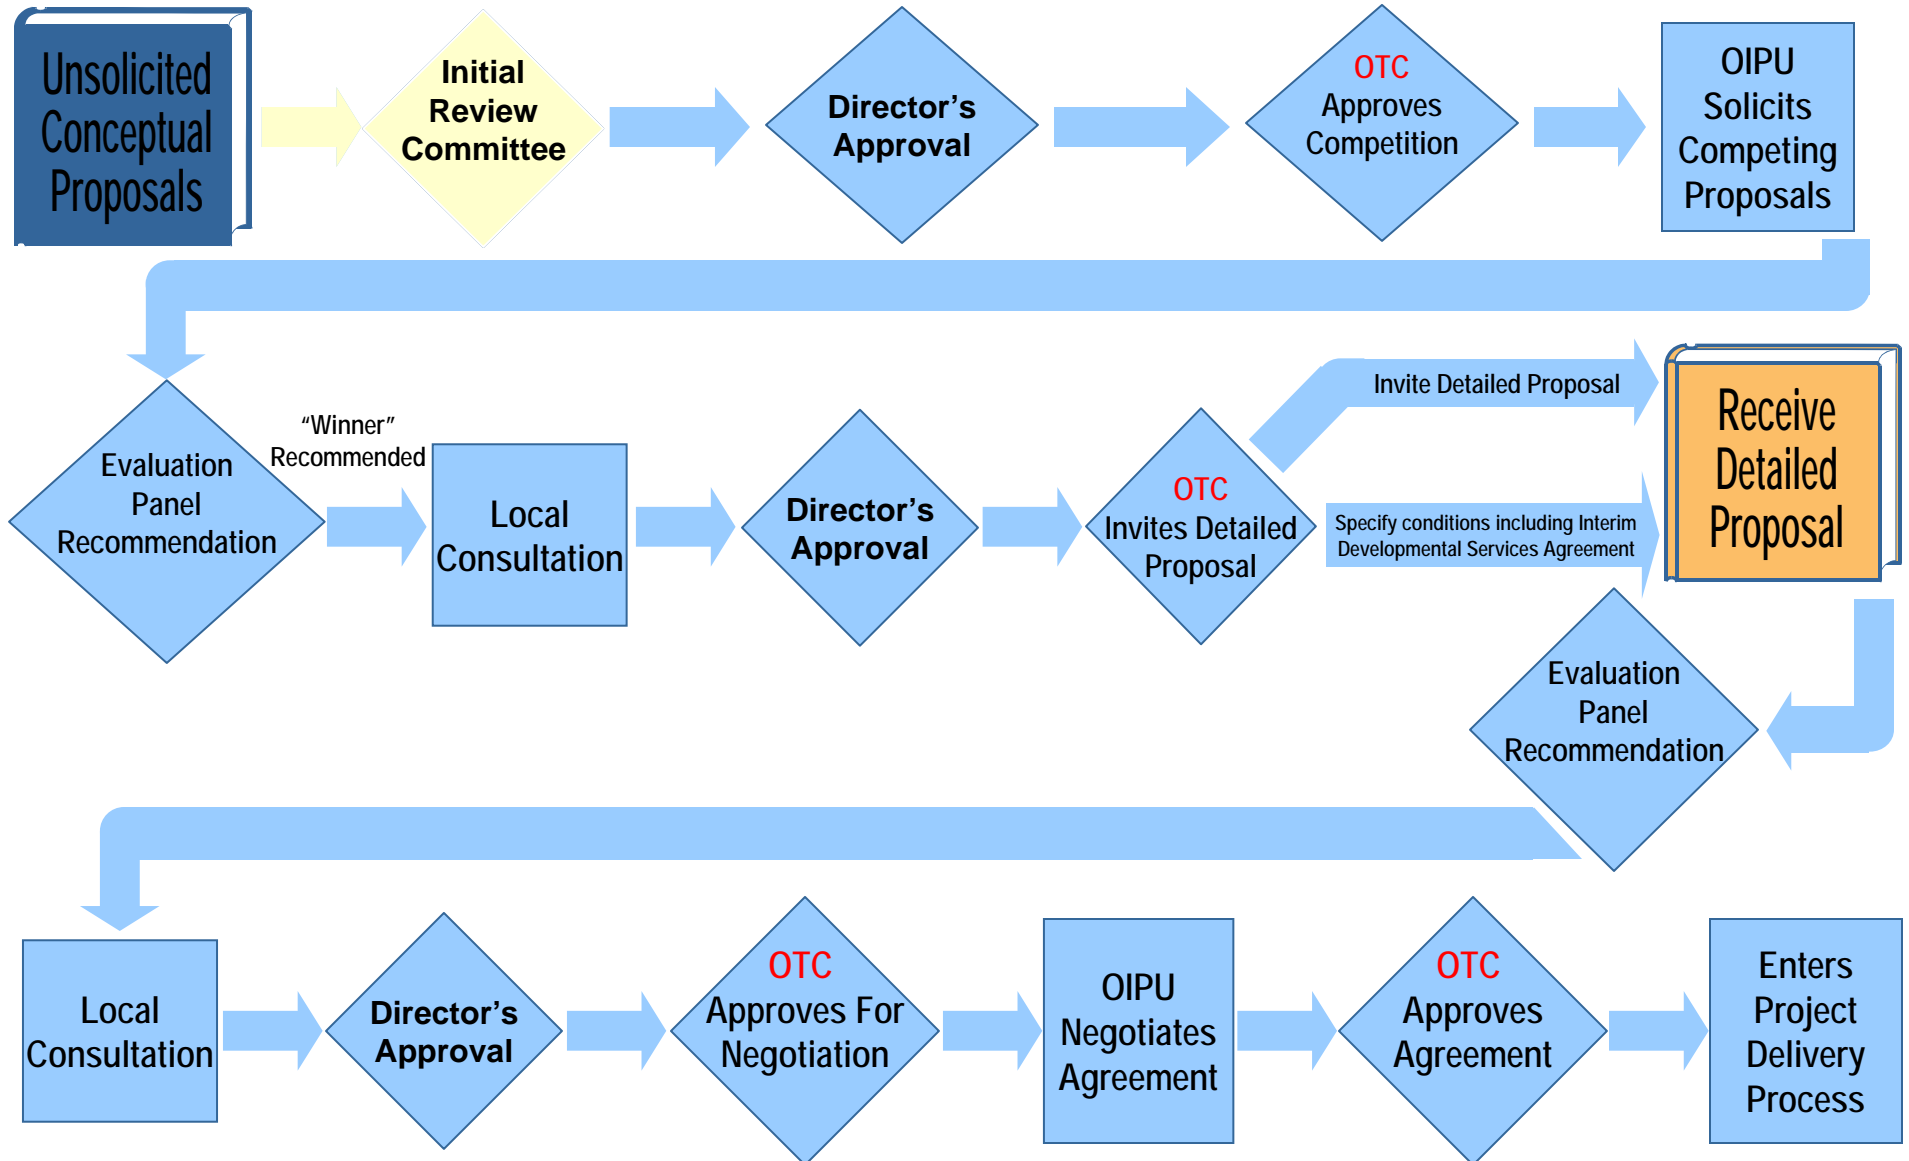 Unsolicited
Conceptual
Proposals
Initial
Review
Committee
Director's
Approval
OTC
Approves
Competition
OIPU
Solicits
Competing
Proposals
Evaluation
Panel
Recommendation
“Winner”
Recommended
Local
Consultation
Director's
Approval
OTC
Invites Detailed
Proposal
Invite Detailed Proposal
Specify conditions including Interim
Developmental Services Agreement
Receive
Detailed
Proposal
Evaluation
Panel
Recommendation
Local
Consultation
Director's
Approval
OTC
Approves For
Negotiation
OIPU
Negotiates
Agreement
OTC
Approves
Agreement
Enters
Project
Delivery
Process